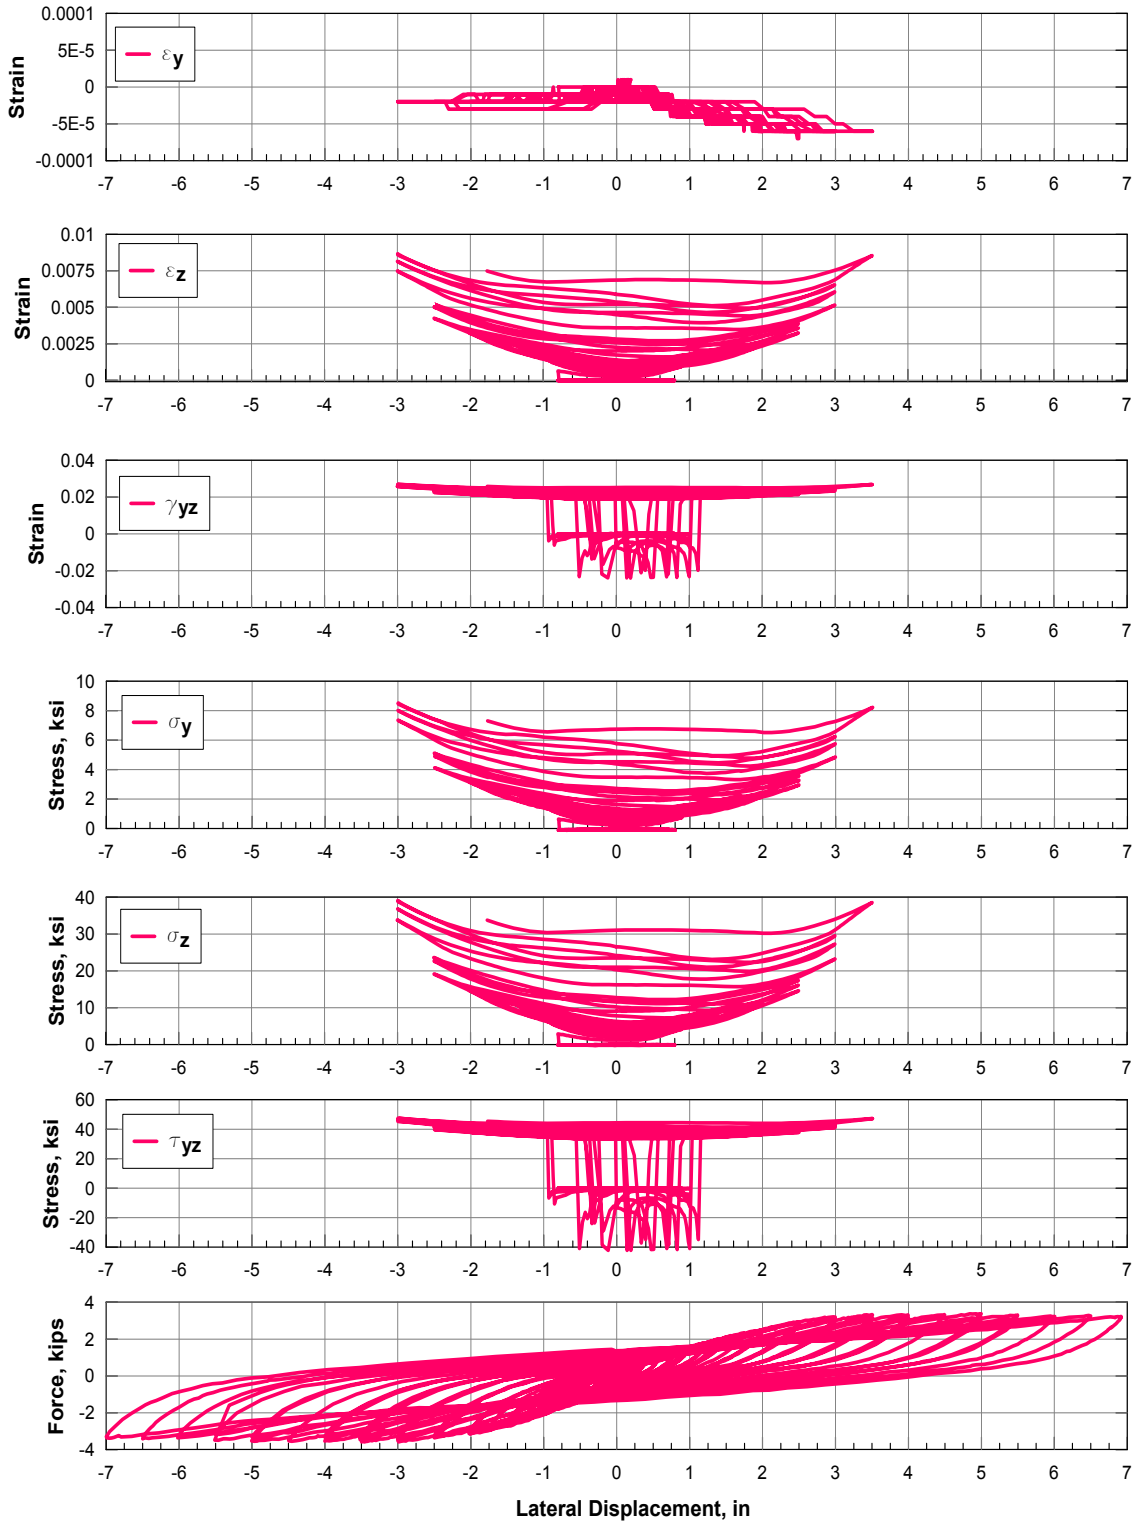 0.0001
5E-5
0
-5E-5
-0.0001
Strain
εy
-7 -6 -5 -4 -3 -2 -1 0 1 2 3 4 5 6 7
0.01
0.0075
0.005
0.0025
0
Strain
εz
-7 -6 -5 -4 -3 -2 -1 0 1 2 3 4 5 6 7
0.04
0.02
0
-0.02
-0.04
Strain
γyz
-7 -6 -5 -4 -3 -2 -1 0 1 2 3 4 5 6 7
10
8
6
4
2
0
Stress, ksi
σy
-7 -6 -5 -4 -3 -2 -1 0 1 2 3 4 5 6 7
40
30
20
10
0
Stress, ksi
σz
-7 -6 -5 -4 -3 -2 -1 0 1 2 3 4 5 6 7
60
40
20
0
-20
-40
Stress, ksi
τyz
-7 -6 -5 -4 -3 -2 -1 0 1 2 3 4 5 6 7
4
2
0
-2
-4
Force, kips
-7 -6 -5 -4 -3 -2 -1 0 1 2 3 4 5 6 7
Lateral Displacement, in